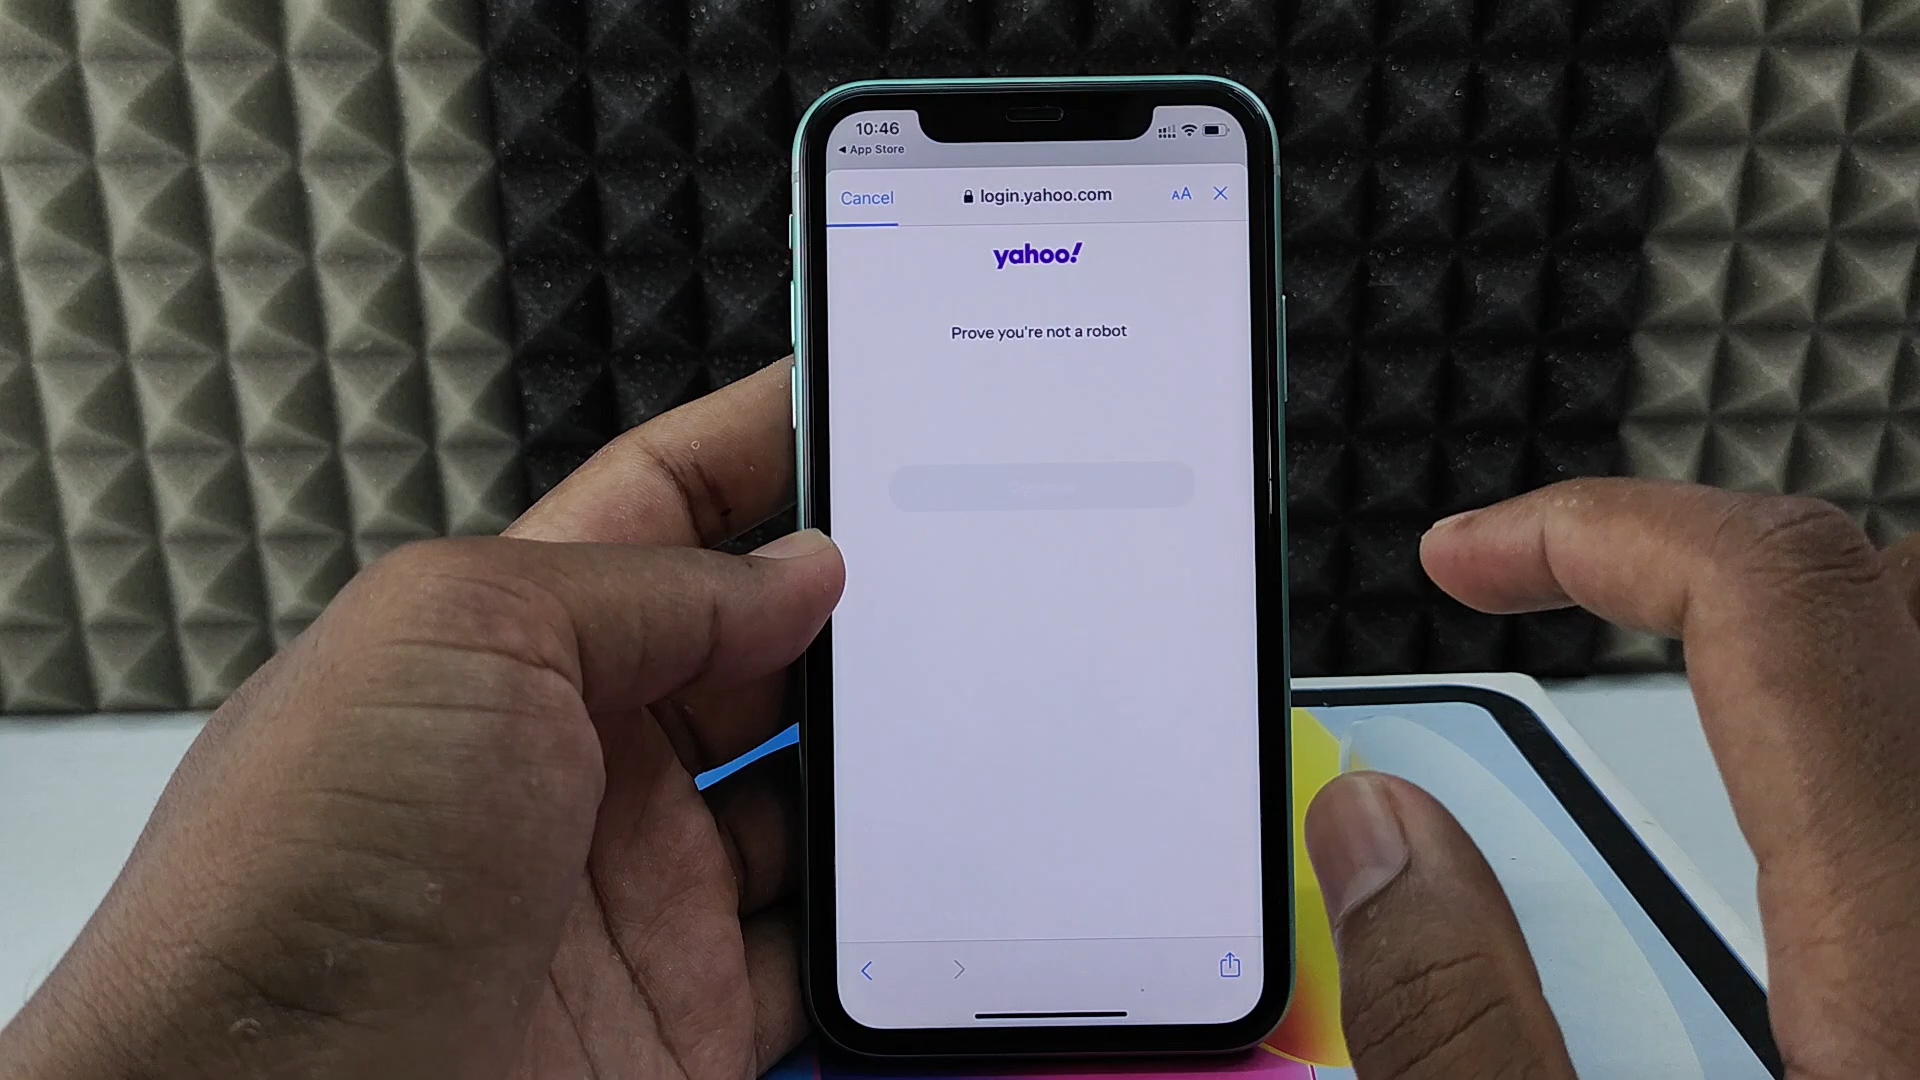 10:46
◀ App Store
Cancel
login.yahoo.com
AA
yahoo!
Prove you're not a robot